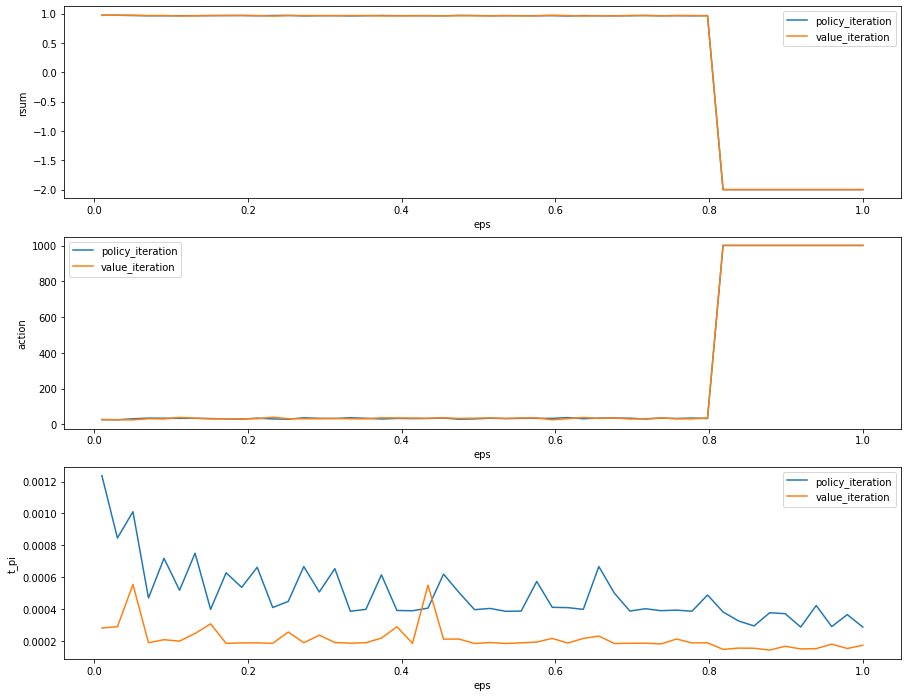 1.0
0.5
0.0
−0.5
−1.0
−1.5
−2.0
rsum
policy_iteration
value_iteration
0.0 0.2 0.4 0.6 0.8 1.0
eps
1000
800
600
400
200
0
action
policy_iteration
value_iteration
0.0 0.2 0.4 0.6 0.8 1.0
eps
0.0012
0.0010
0.0008
0.0006
0.0004
0.0002
t_pi
policy_iteration
value_iteration
0.0 0.2 0.4 0.6 0.8 1.0
eps